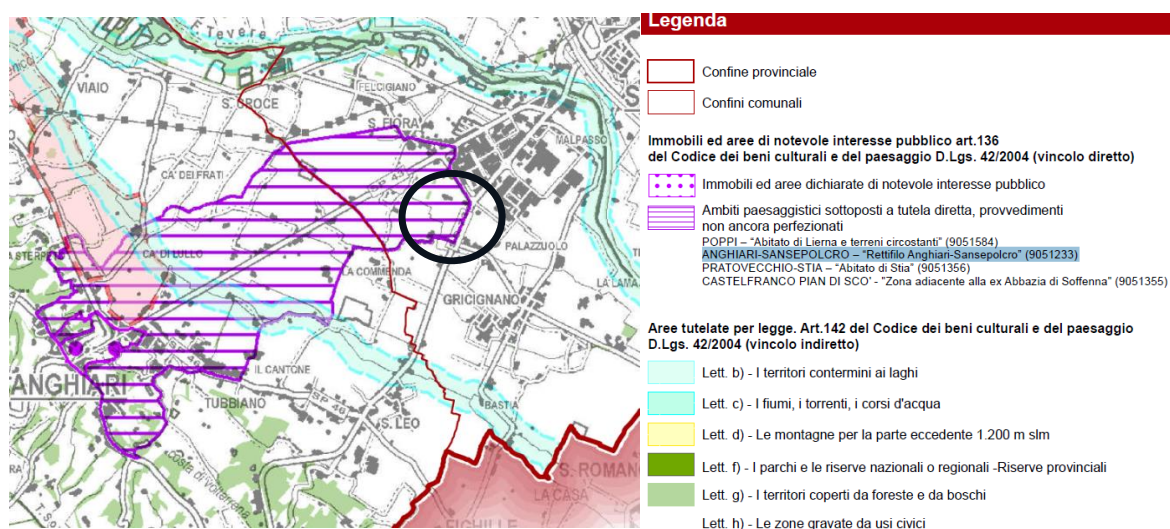 Tevere
VIAIO
S. CROCE
FELCIGIANO
S. FIORA
MALPASSO
CA' DEI FRATI
PALAZZUOLO
CA' DI LULLO
LA COMMENDA
GRICIGNANO
IL CANTONE
ANGHIARI
TUBBIANO
S. LEO
BASTIA
S. ROMANO
LA CASA
FIGHILLE
Legenda
Confine provinciale
Confini comunali
Immobili ed aree di notevole interesse pubblico art.136
del Codice dei beni culturali e del paesaggio D.Lgs. 42/2004 (vincolo diretto)
Immobili ed aree dichiarate di notevole interesse pubblico
Ambiti paesaggistici sottoposti a tutela diretta, provvedimenti
non ancora perfezionati
POPPI – “Abitato di Lierna e terreni circostanti” (9051584)
ANGHIARI-SANSEPOLCRO – “Rettifilo Anghiari-Sansepolcro” (9051233)
PRATOVECCHIO-STIA – “Abitato di Stia” (9051356)
CASTELFRANCO PIAN DI SCO' - "Zona adiacente alla ex Abbazia di Soffenna” (9051355)
Aree tutelate per legge. Art.142 del Codice dei beni culturali e del paesaggio
D.Lgs. 42/2004 (vincolo indiretto)
Lett. b) - I territori contermini ai laghi
Lett. c) - I fiumi, i torrenti, i corsi d'acqua
Lett. d) - Le montagne per la parte eccedente 1.200 m slm
Lett. f) - I parchi e le riserve nazionali o regionali -Riserve provinciali
Lett. g) - I territori coperti da foreste e da boschi
Lett. h) - Le zone gravate da usi civici